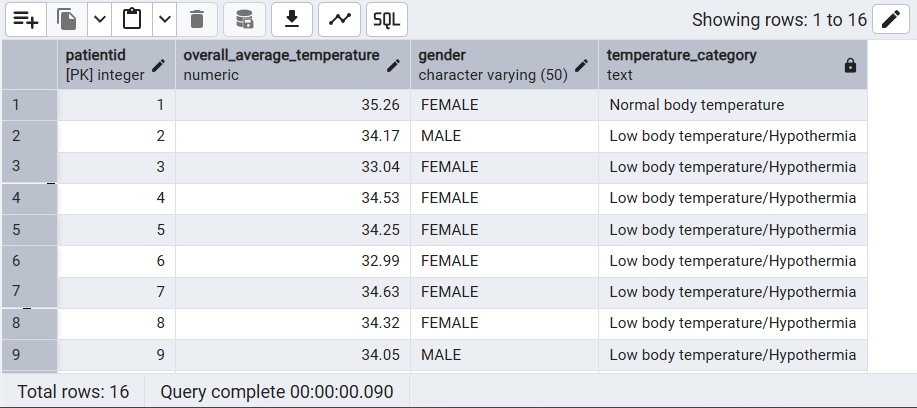 SQL Showing rows: 1 to 16
patientid overall_average_temperature gender temperature_category
[PK] integer numeric character varying (50) text
1 1 35.26 FEMALE Normal body temperature
2 2 34.17 MALE Low body temperature/Hypothermia
3 3 33.04 FEMALE Low body temperature/Hypothermia
4 4 34.53 FEMALE Low body temperature/Hypothermia
5 5 34.25 FEMALE Low body temperature/Hypothermia
6 6 32.99 FEMALE Low body temperature/Hypothermia
7 7 34.63 FEMALE Low body temperature/Hypothermia
8 8 34.32 FEMALE Low body temperature/Hypothermia
9 9 34.05 MALE Low body temperature/Hypothermia
Total rows: 16 Query complete 00:00:00.090